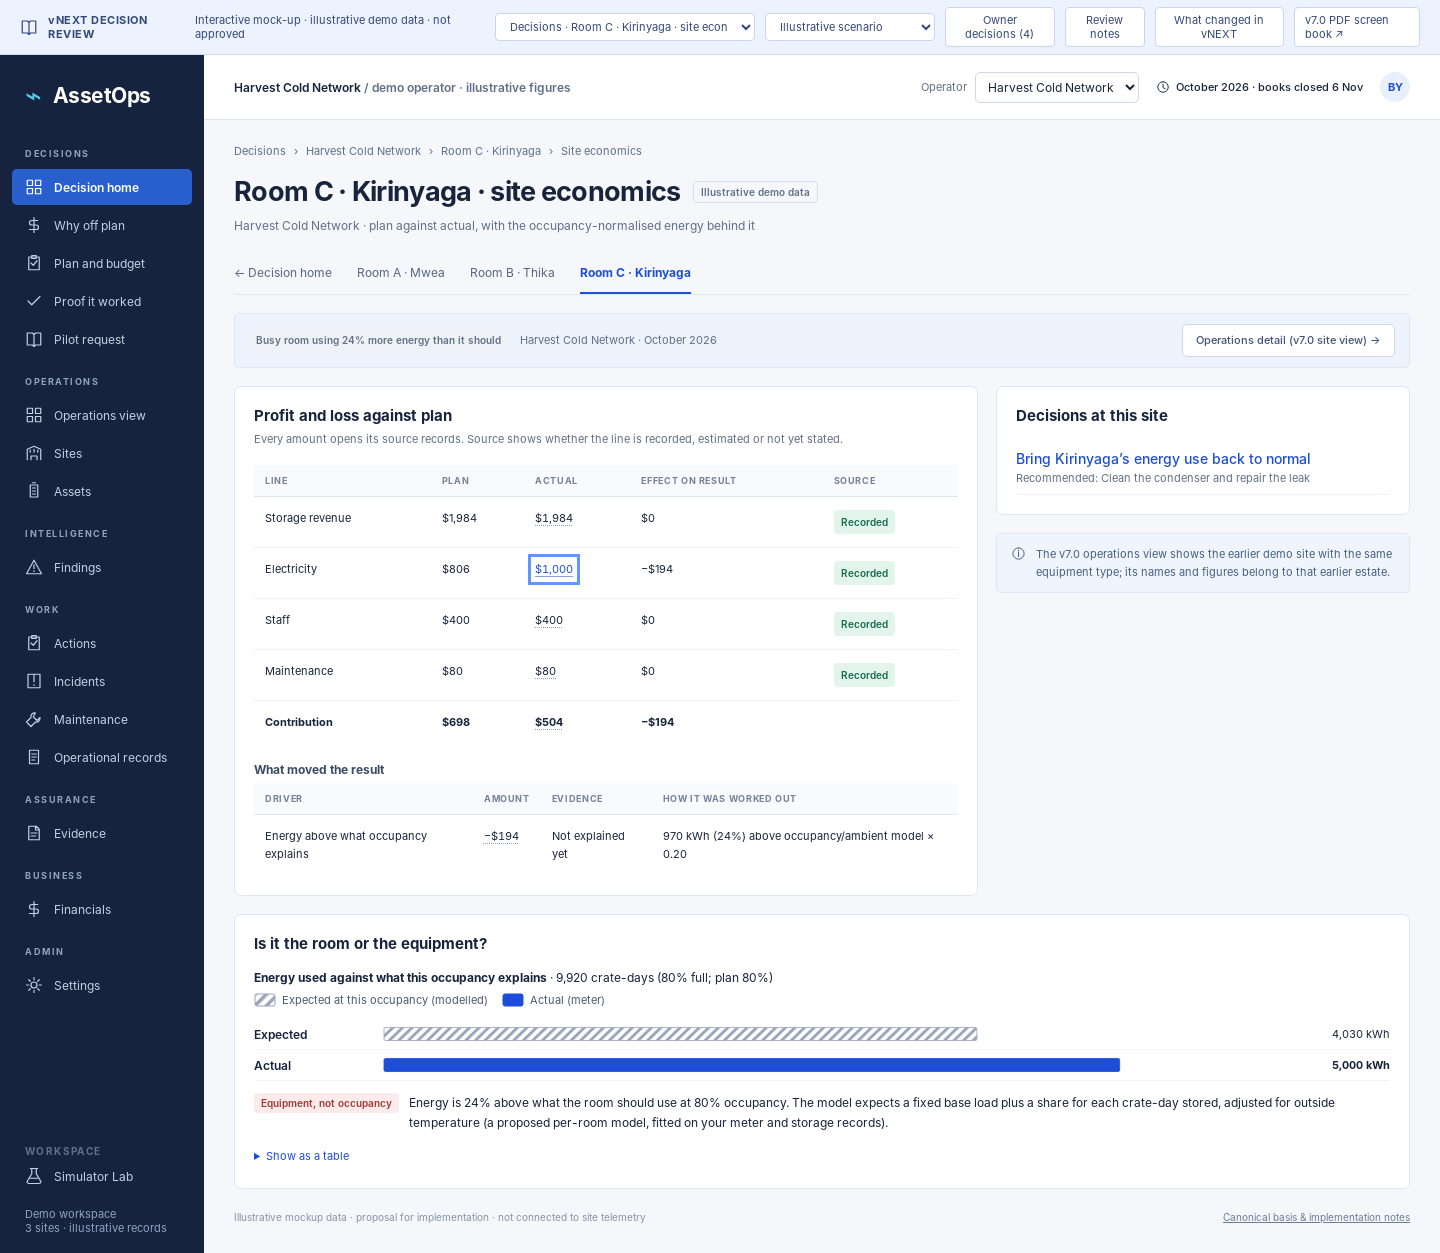 vNEXT DECISION REVIEW
Interactive mock-up · illustrative demo data · not approved
Decisions · Room C · Kirinyaga · site econ
Illustrative scenario
Owner decisions (4)
Review notes
What changed in vNEXT
v7.0 PDF screen book ↗
AssetOps
DECISIONS
Decision home
Why off plan
Plan and budget
Proof it worked
Pilot request
OPERATIONS
Operations view
Sites
Assets
INTELLIGENCE
Findings
WORK
Actions
Incidents
Maintenance
Operational records
ASSURANCE
Evidence
BUSINESS
Financials
ADMIN
Settings
WORKSPACE
Simulator Lab
Demo workspace
3 sites · illustrative records
Harvest Cold Network / demo operator · illustrative figures
Operator
Harvest Cold Network
October 2026 · books closed 6 Nov
BY
Decisions › Harvest Cold Network › Room C · Kirinyaga › Site economics
Room C · Kirinyaga · site economics
Illustrative demo data
Harvest Cold Network · plan against actual, with the occupancy-normalised energy behind it
← Decision home
Room A · Mwea
Room B · Thika
Room C · Kirinyaga
Busy room using 24% more energy than it should
Harvest Cold Network · October 2026
Operations detail (v7.0 site view) →
Profit and loss against plan
Every amount opens its source records. Source shows whether the line is recorded, estimated or not yet stated.
LINE PLAN ACTUAL EFFECT ON RESULT SOURCE
Storage revenue $1,984 $1,984 $0 Recorded
Electricity $806 $1,000 −$194 Recorded
Staff $400 $400 $0 Recorded
Maintenance $80 $80 $0 Recorded
Contribution $698 $504 −$194
What moved the result
DRIVER AMOUNT EVIDENCE HOW IT WAS WORKED OUT
Energy above what occupancy explains −$194 Not explained yet 970 kWh (24%) above occupancy/ambient model × 0.20
Decisions at this site
Bring Kirinyaga’s energy use back to normal
Recommended: Clean the condenser and repair the leak
The v7.0 operations view shows the earlier demo site with the same
equipment type; its names and figures belong to that earlier estate.
Is it the room or the equipment?
Energy used against what this occupancy explains · 9,920 crate-days (80% full; plan 80%)
Expected at this occupancy (modelled)
Actual (meter)
Expected 4,030 kWh
Actual 5,000 kWh
Equipment, not occupancy
Energy is 24% above what the room should use at 80% occupancy. The model expects a fixed base load plus a share for each crate-day stored, adjusted for outside
temperature (a proposed per-room model, fitted on your meter and storage records).
▶ Show as a table
Illustrative mockup data · proposal for implementation · not connected to site telemetry
Canonical basis & implementation notes